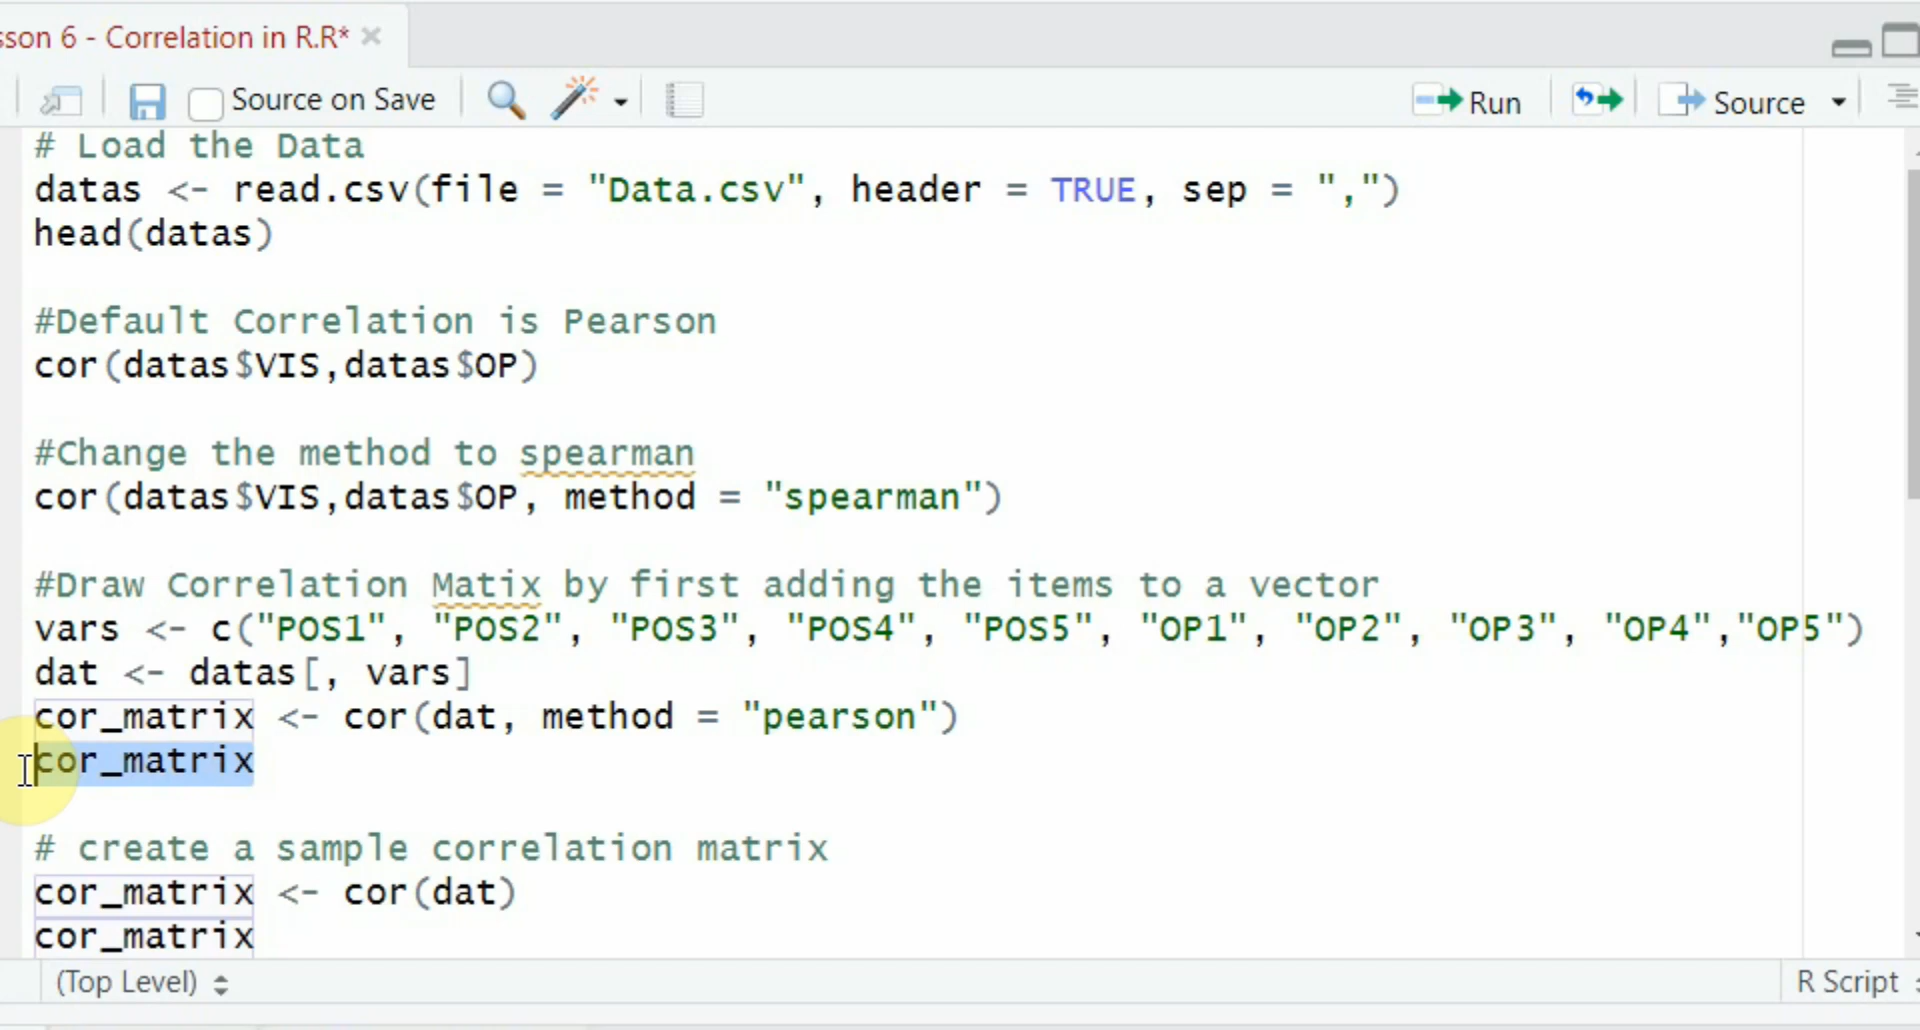 sson 6 - Correlation in R.R*
Source on Save
Run
Source
# Load the Data
datas <- read.csv(file = "Data.csv", header = TRUE, sep = ",")
head(datas)
#Default Correlation is Pearson
cor(datas$VIS,datas$OP)
#Change the method to spearman
cor(datas$VIS,datas$OP, method = "spearman")
#Draw Correlation Matix by first adding the items to a vector
vars <- c("POS1", "POS2", "POS3", "POS4", "POS5", "OP1", "OP2", "OP3", "OP4","OP5")
dat <- datas[, vars]
cor_matrix <- cor(dat, method = "pearson")
cor_matrix
# create a sample correlation matrix
cor_matrix <- cor(dat)
cor_matrix
(Top Level)
R Script